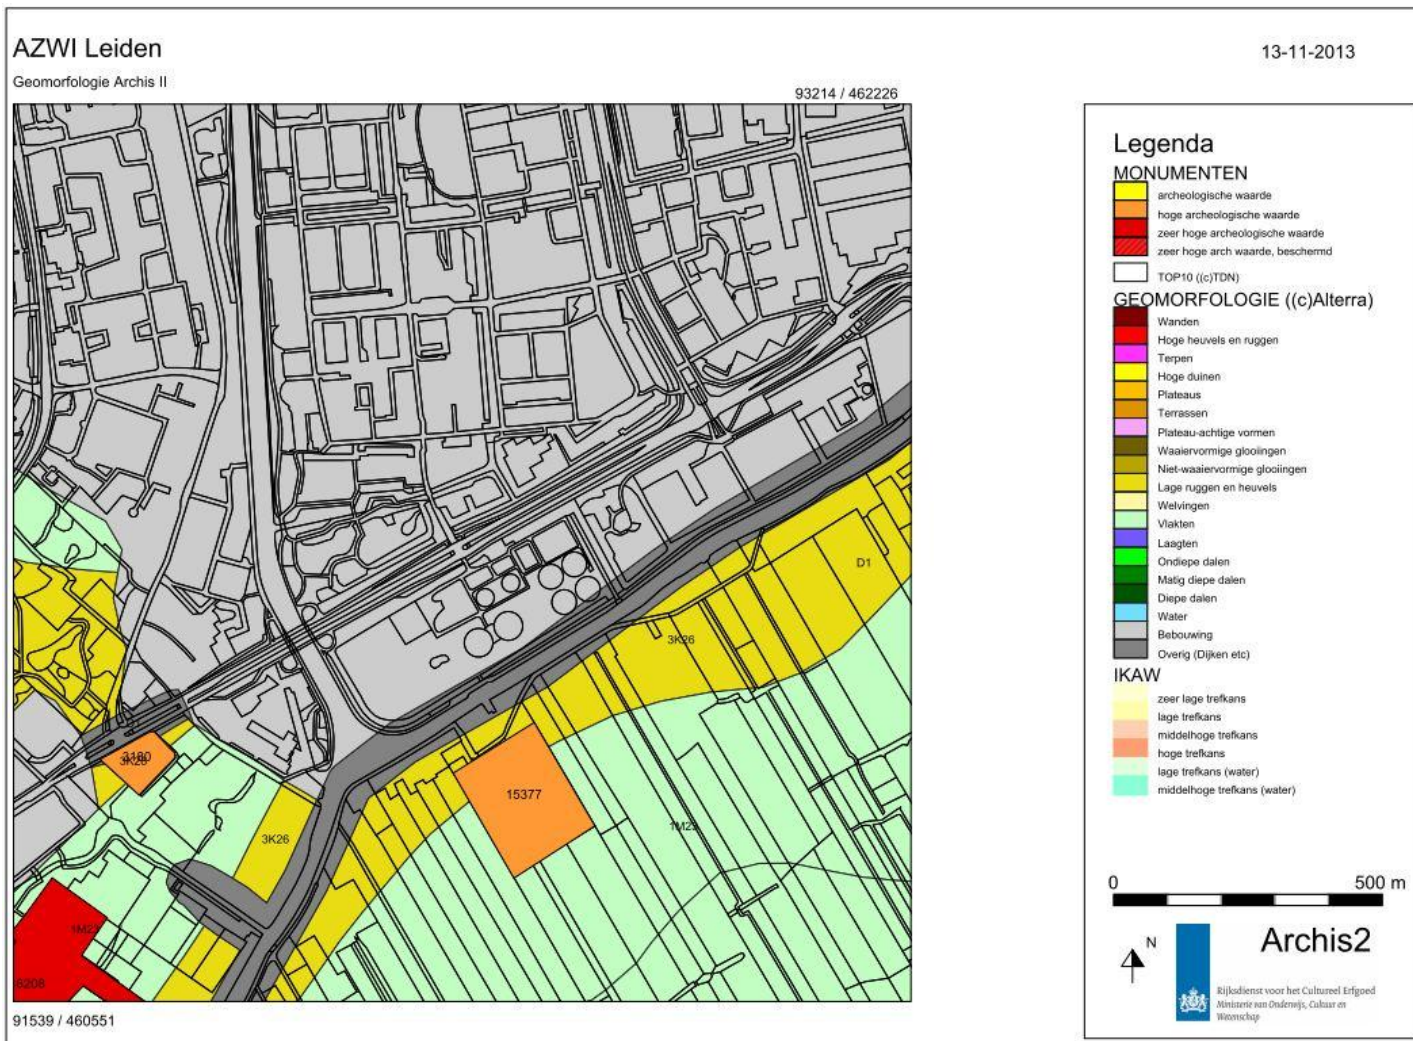 AZWI Leiden
13-11-2013
Geomorfologie Archis II
93214 / 462226
D1
3K26
3180
15377
1M23
3K26
1M23
91539 / 460551
Legenda
MONUMENTEN
archeologische waarde
hoge archeologische waarde
zeer hoge archeologische waarde
zeer hoge arch waarde, beschermd
TOP10 ((c)TDN)
GEOMORFOLOGIE ((c)Alterra)
Wanden
Hoge heuvels en ruggen
Terpen
Hoge duinen
Plateaus
Terrassen
Plateau-achtige vormen
Waaiervormige glooiingen
Niet-waaiervormige glooiingen
Lage ruggen en heuvels
Welvingen
Vlakten
Laagten
Ondiepe dalen
Matig diepe dalen
Diepe dalen
Water
Bebouwing
Overig (Dijken etc)
IKAW
zeer lage trefkans
lage trefkans
middelhoge trefkans
hoge trefkans
lage trefkans (water)
middelhoge trefkans (water)
0 500 m
N
Archis2
Rijksdienst voor het Cultureel Erfgoed
Ministerie van Onderwijs, Cultuur en
Wetenschap